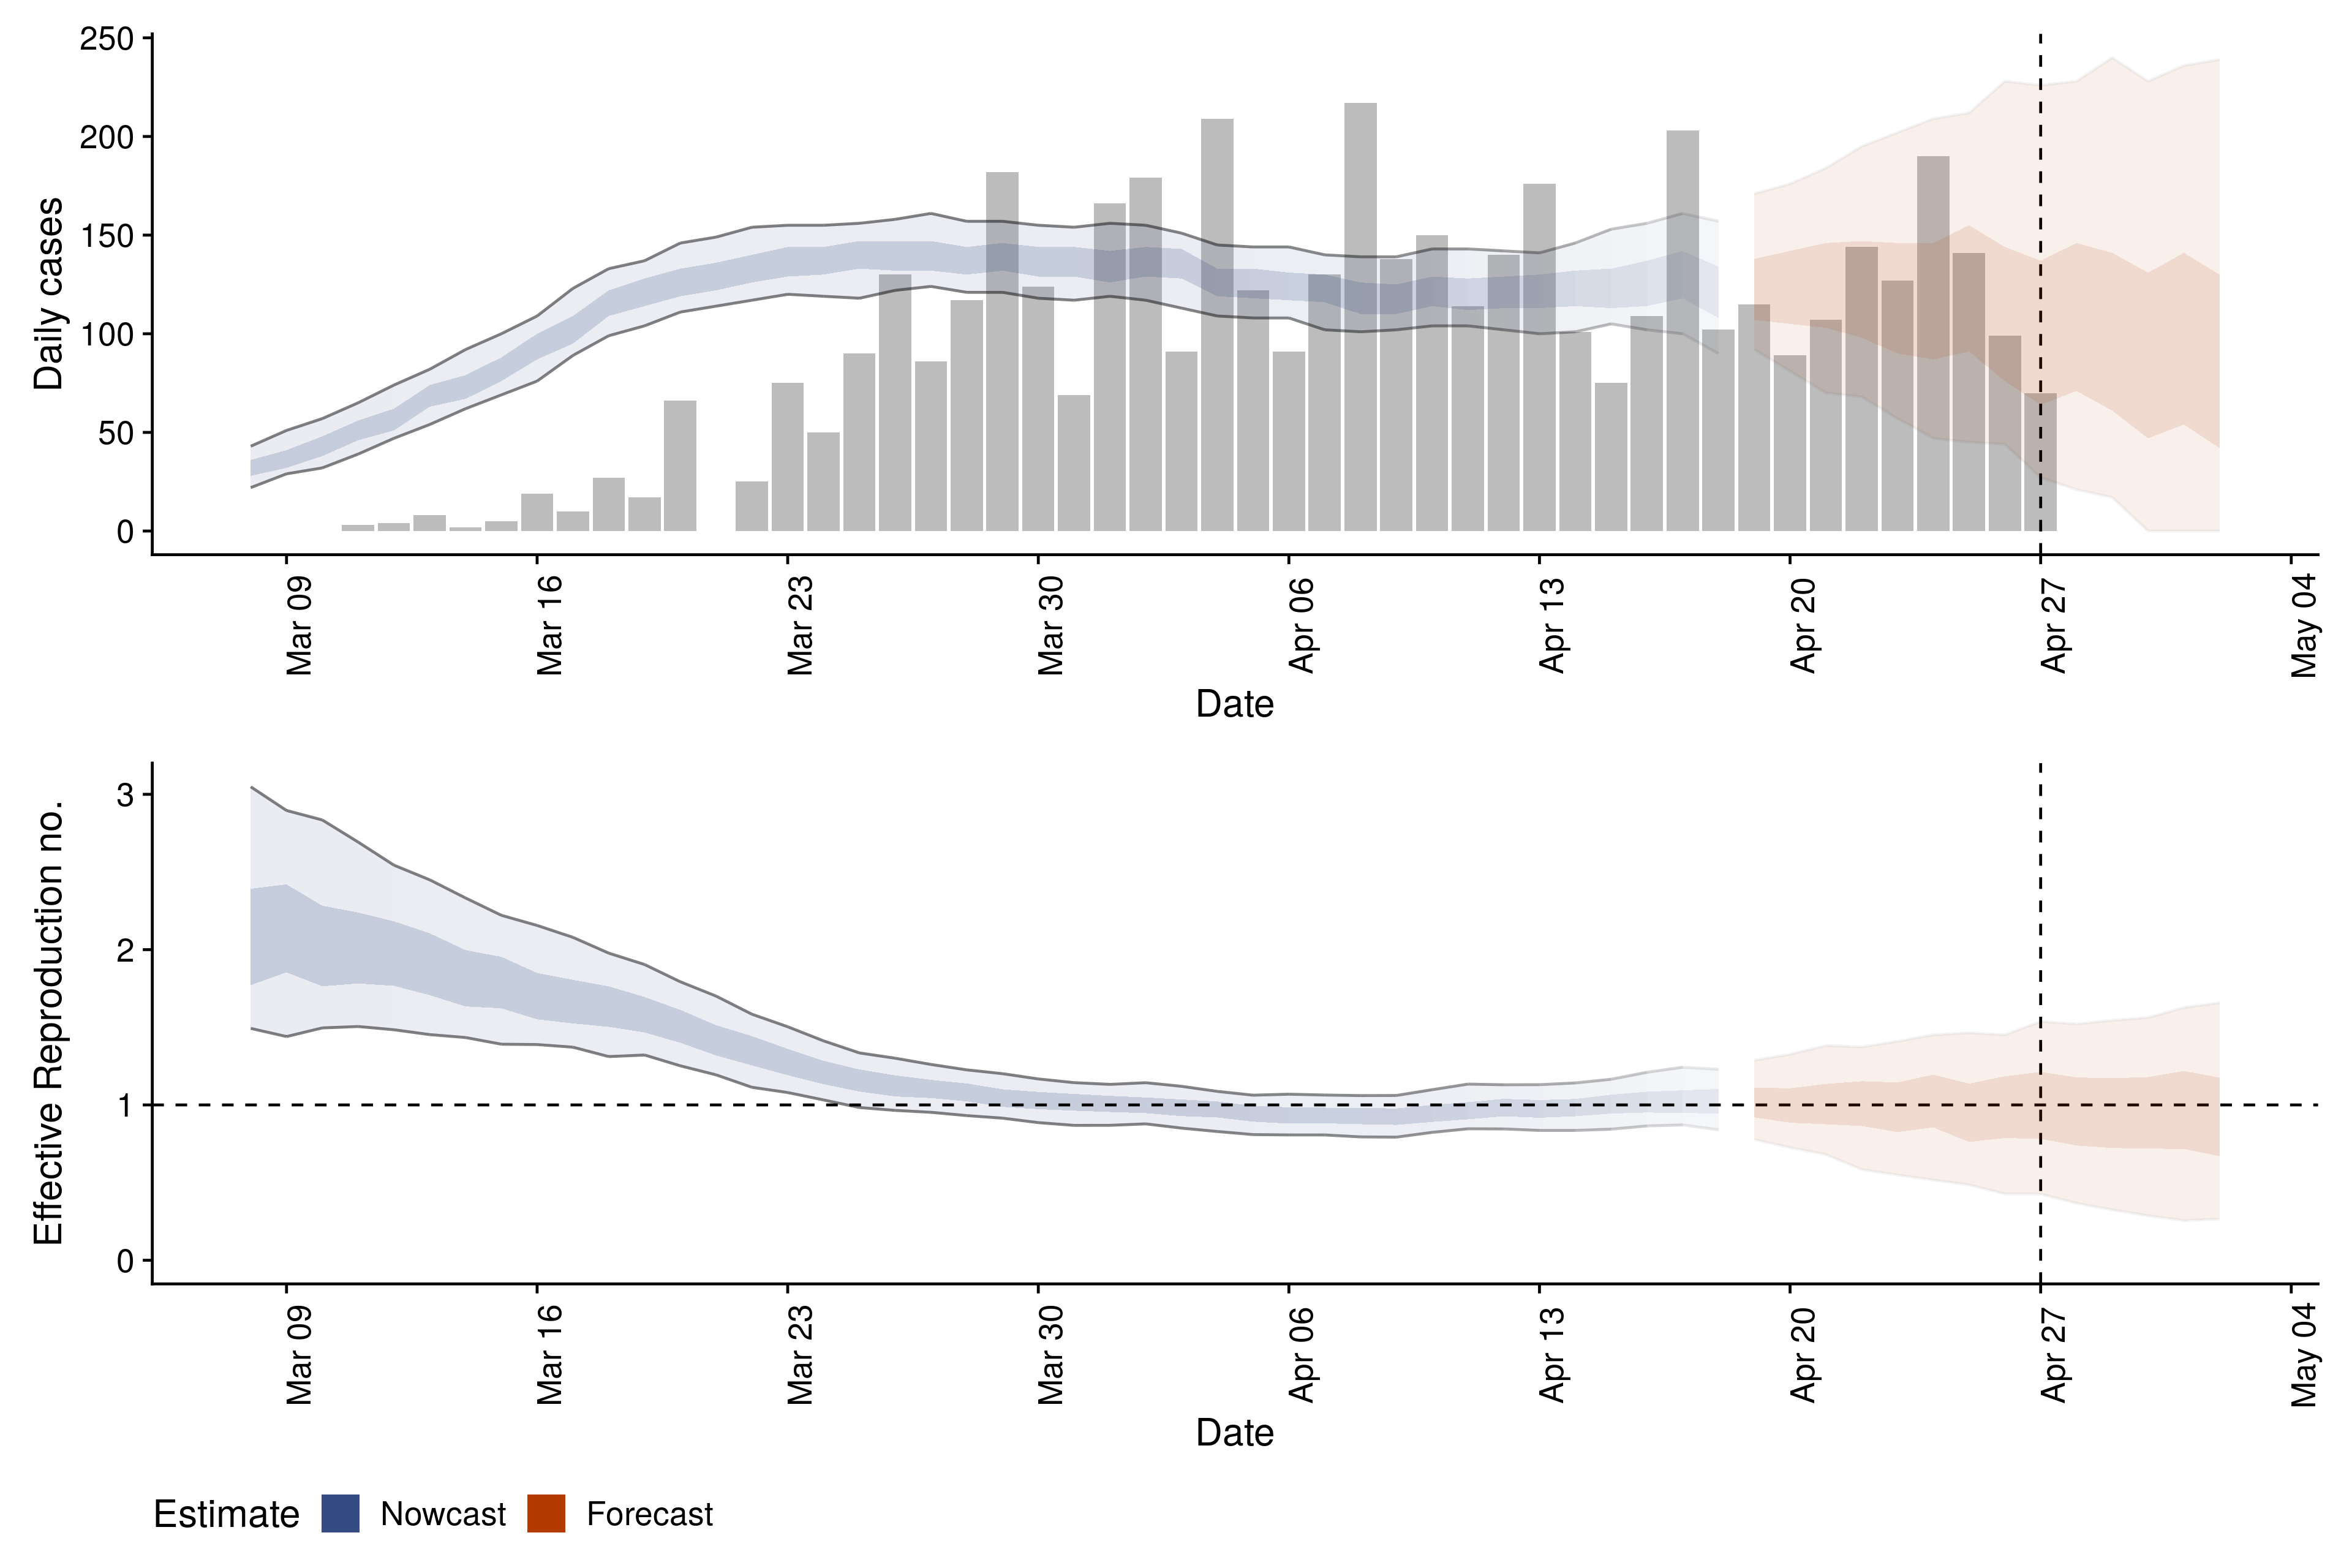 Daily cases
250
200
150
100
50
0
Mar 09
Mar 16
Mar 23
Mar 30
Apr 06
Apr 13
Apr 20
Apr 27
May 04
Date
Effective Reproduction no.
3
2
1
0
Mar 09
Mar 16
Mar 23
Mar 30
Apr 06
Apr 13
Apr 20
Apr 27
May 04
Date
Estimate Nowcast Forecast